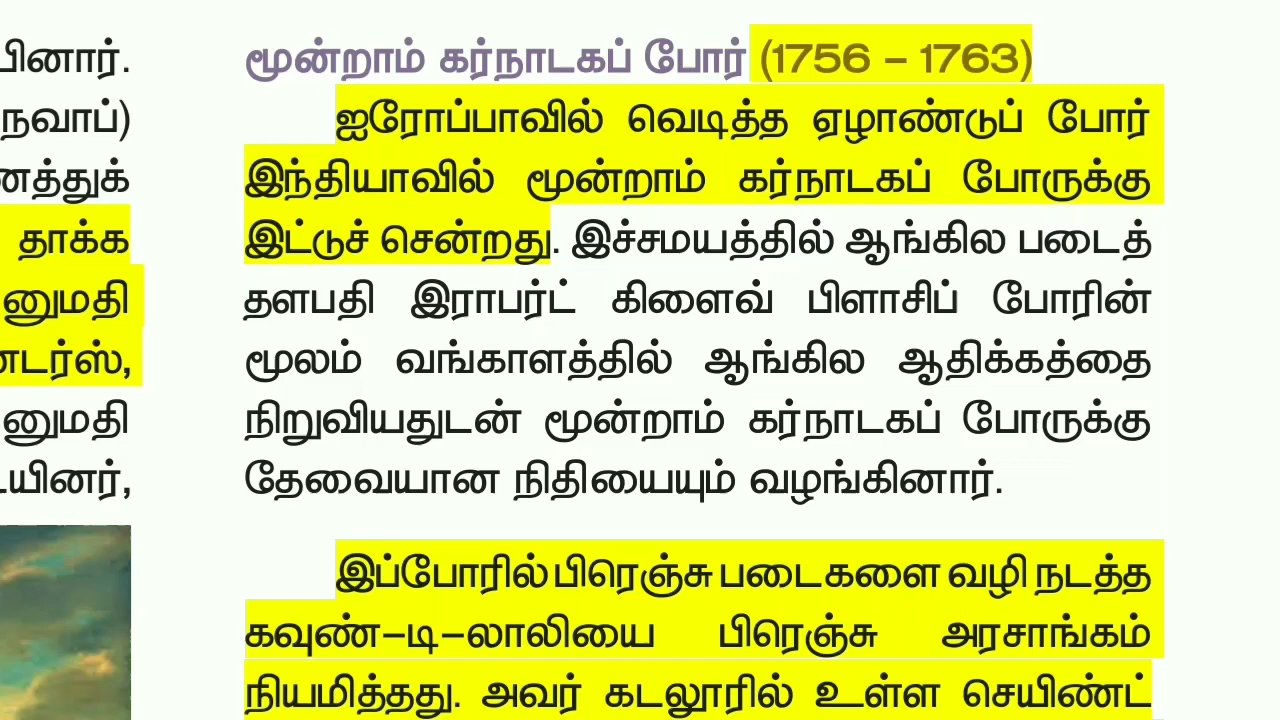 பினார்.
நவாப்)
ணத்துக்
தாக்க
னுமதி
டர்ஸ்,
னுமதி
யினர்,
மூன்றாம் கர்நாடகப் போர் (1756 – 1763)
ஐரோப்பாவில் வெடித்த ஏழாண்டுப் போர்
இந்தியாவில் மூன்றாம் கர்நாடகப் போருக்கு
இட்டுச் சென்றது. இச்சமயத்தில் ஆங்கில படைத்
தளபதி இராபர்ட் கிளைவ் பிளாசிப் போரின்
மூலம் வங்காளத்தில் ஆங்கில ஆதிக்கத்தை
நிறுவியதுடன் மூன்றாம் கர்நாடகப் போருக்கு
தேவையான நிதியையும் வழங்கினார்.
இப்போரில் பிரெஞ்சு படைகளை வழி நடத்த
கவுண்–டி–லாலியை பிரெஞ்சு அரசாங்கம்
நியமித்தது. அவர் கடலூரில் உள்ள செயிண்ட்